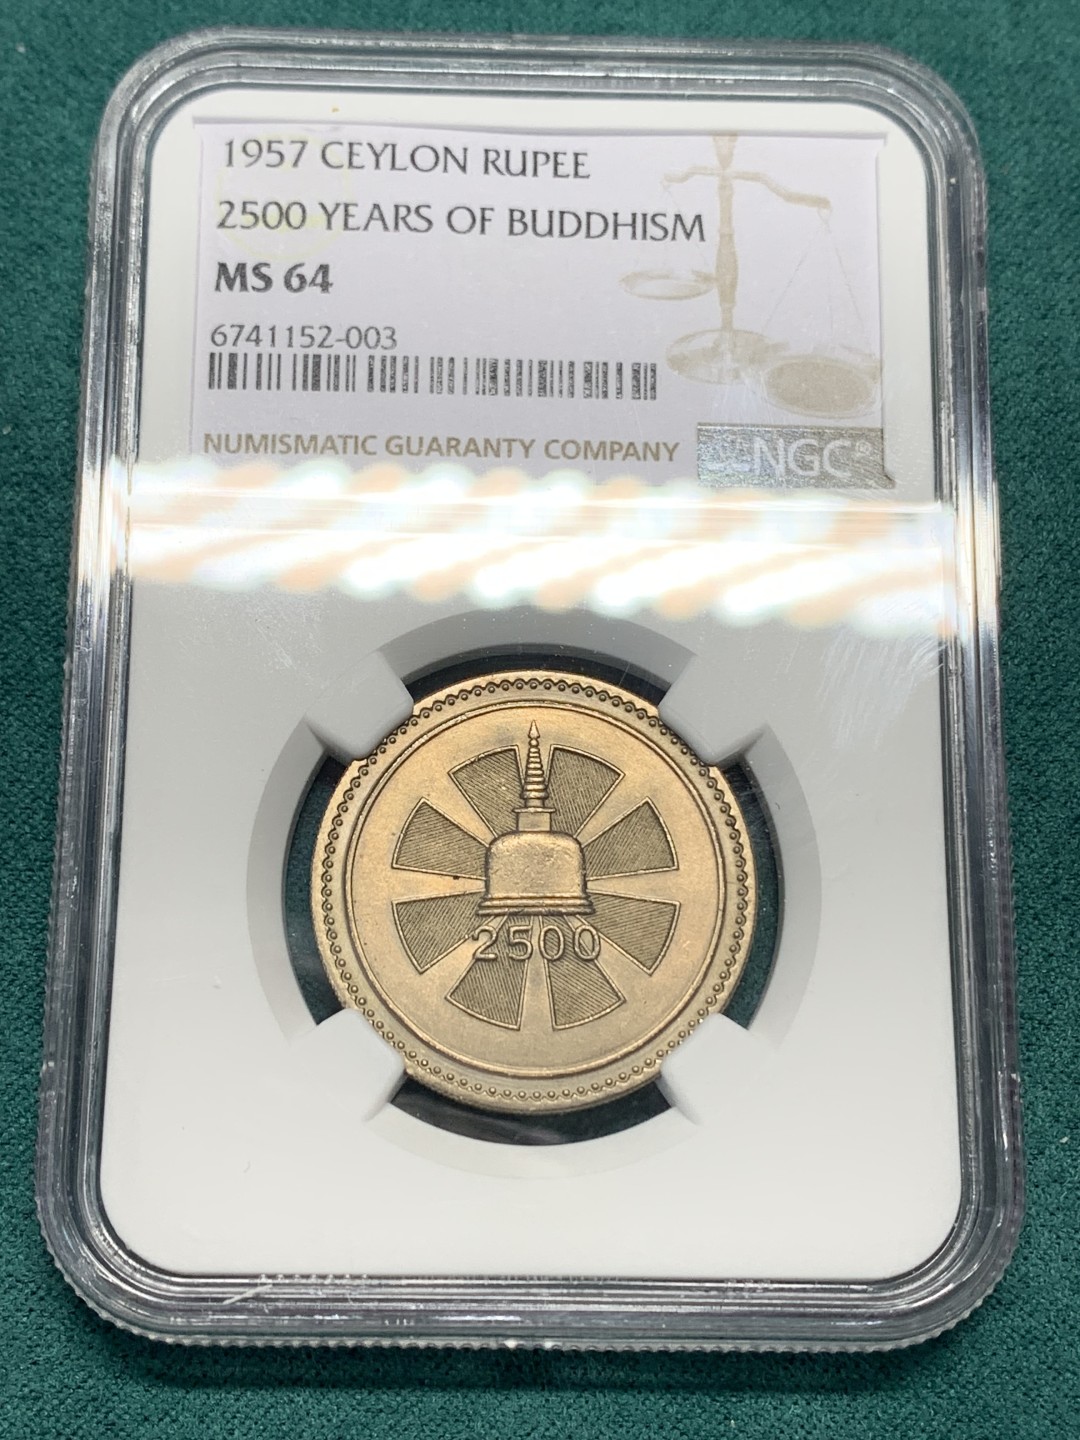 1957 CEYLON RUPEE
2500 YEARS OF BUDDHISM
MS 64
6741152-003
NUMISMATIC GUARANTY COMPANY
NGC®
2500